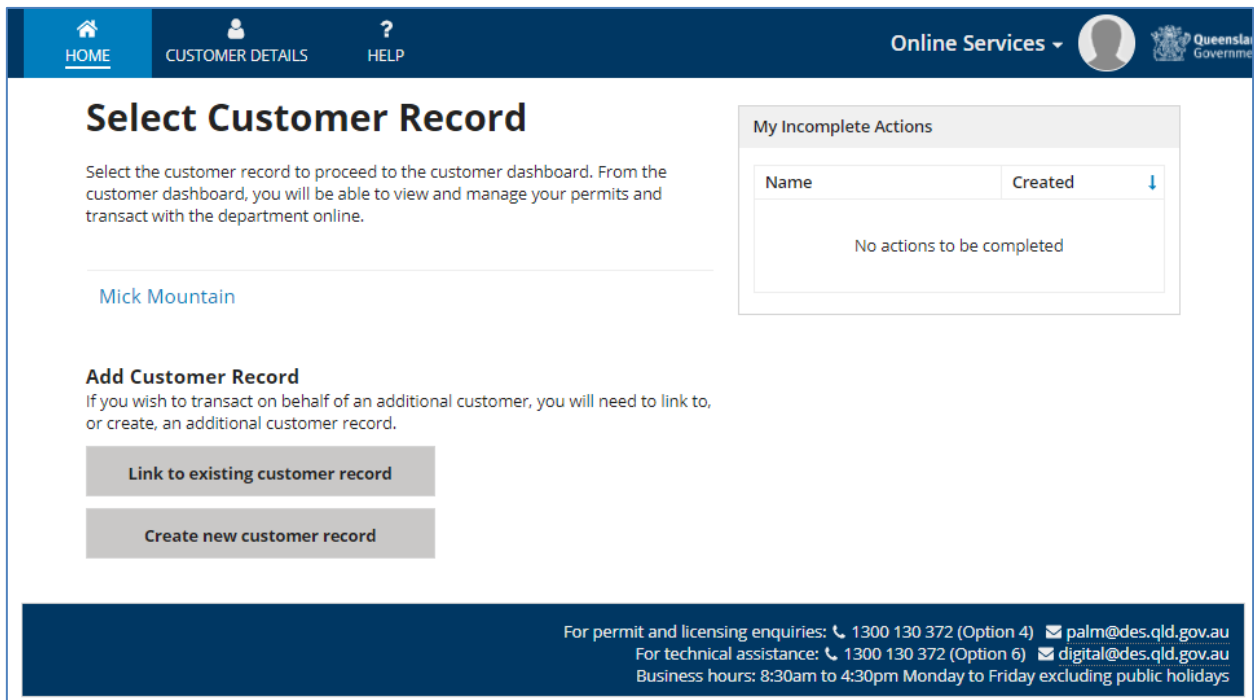 HOME
CUSTOMER DETAILS
?
HELP
Online Services
Select Customer Record
Select the customer record to proceed to the customer dashboard. From the
customer dashboard, you will be able to view and manage your permits and
transact with the department online.
Mick Mountain
Add Customer Record
If you wish to transact on behalf of an additional customer, you will need to link to,
or create, an additional customer record.
Link to existing customer record
Create new customer record
My Incomplete Actions
Name Created ↓
No actions to be completed
For permit and licensing enquiries: 1300 130 372 (Option 4) palm@des.qld.gov.au
For technical assistance: 1300 130 372 (Option 6) digital@des.qld.gov.au
Business hours: 8:30am to 4:30pm Monday to Friday excluding public holidays